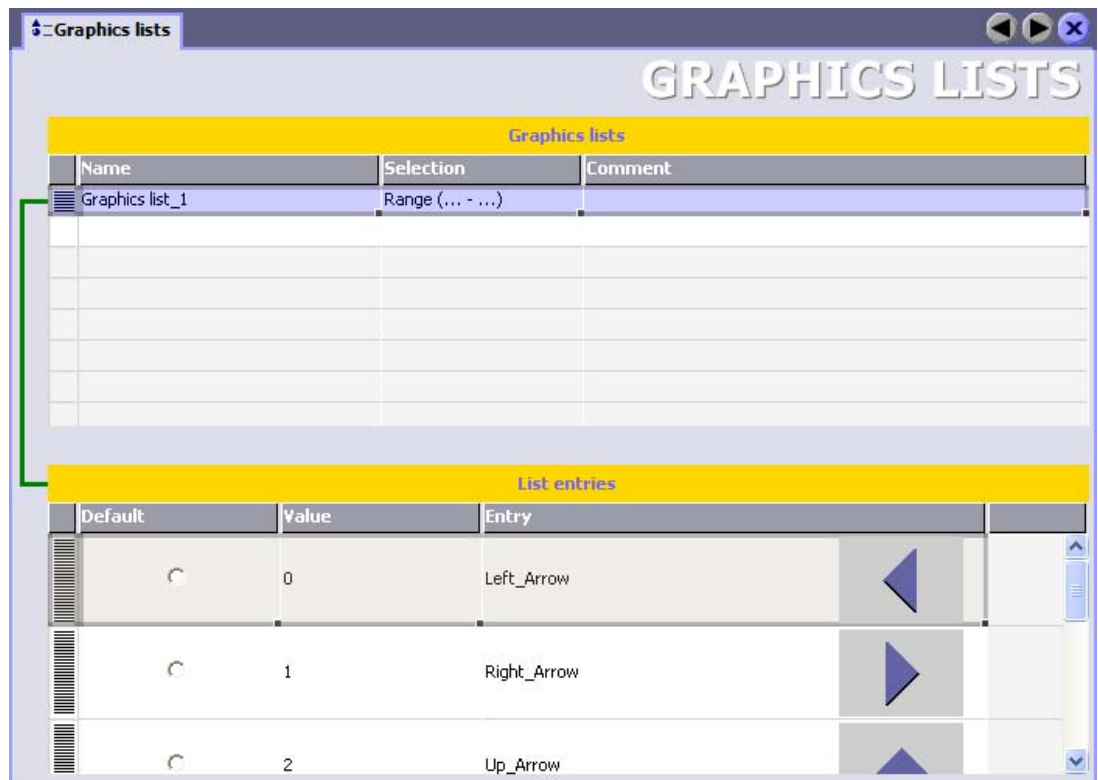 Graphics lists
GRAPHICS LISTS
Graphics lists
Name Selection Comment
Graphics list_1 Range (... - ...)
List entries
Default Value Entry
0 Left_Arrow
1 Right_Arrow
2 Up_Arrow